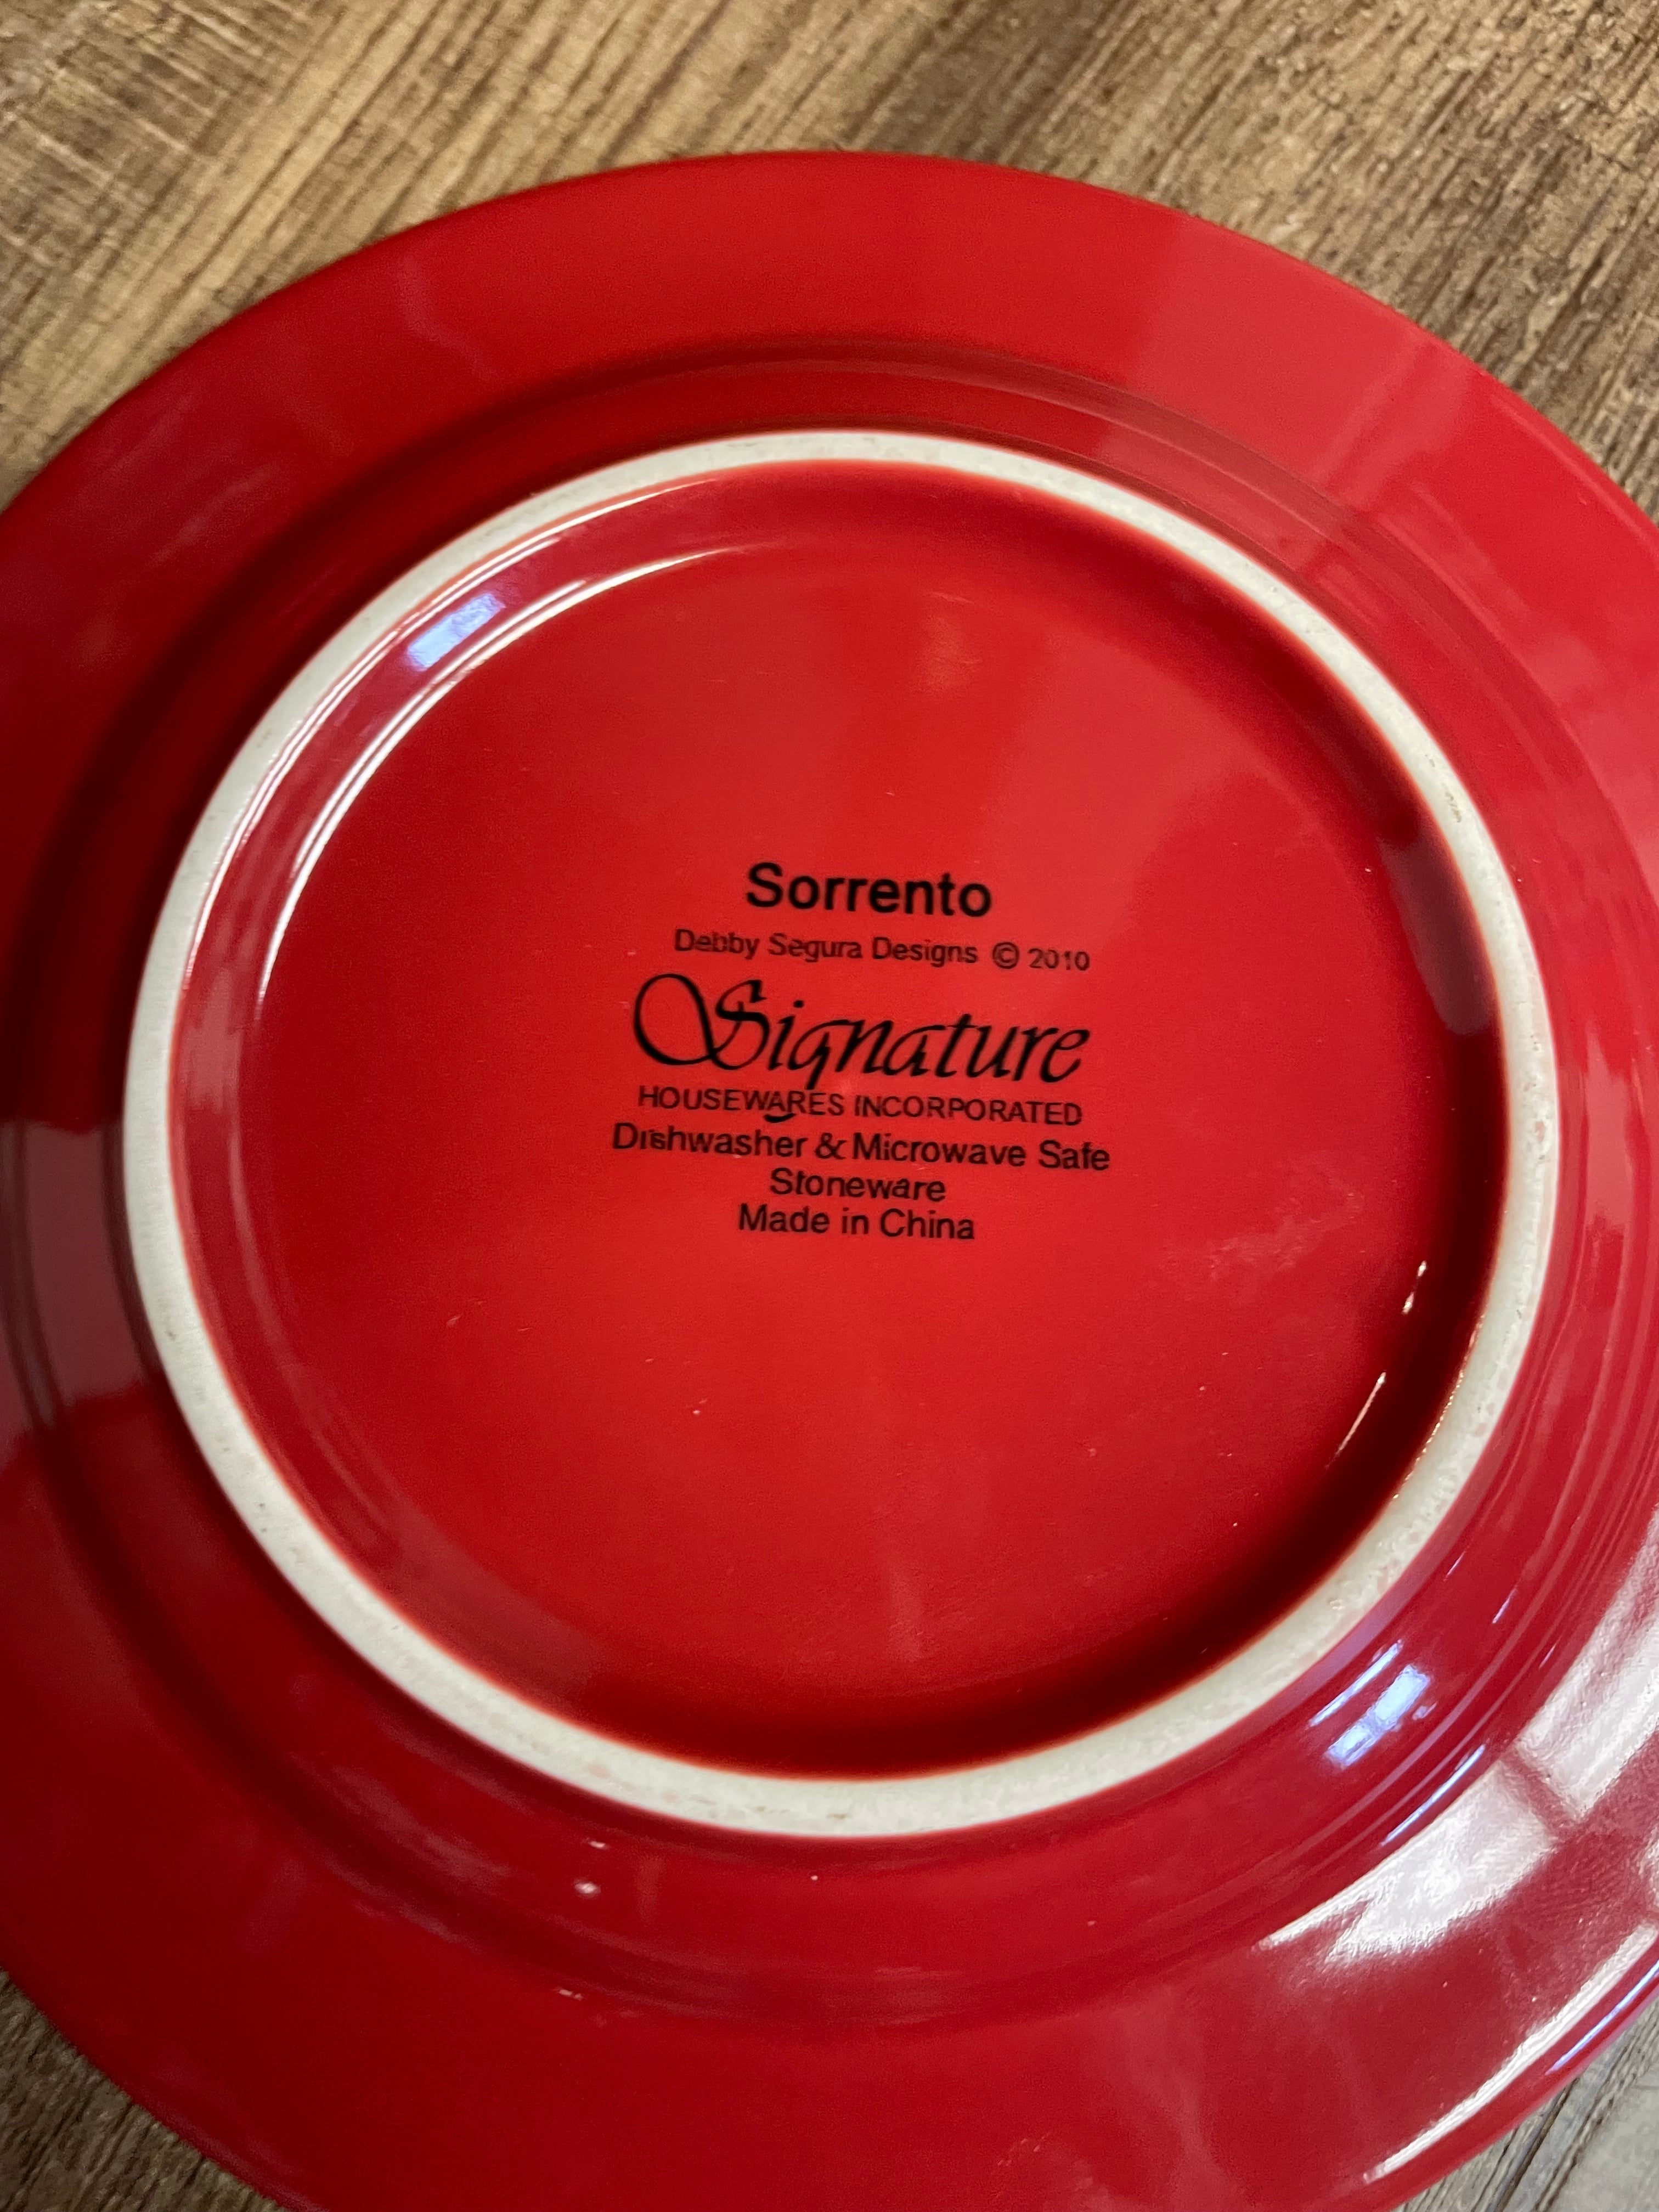 Sorrento
Debby Segura Designs © 2010
Signature
HOUSEWARES INCORPORATED
Dishwasher & Microwave Safe
Stoneware
Made in China